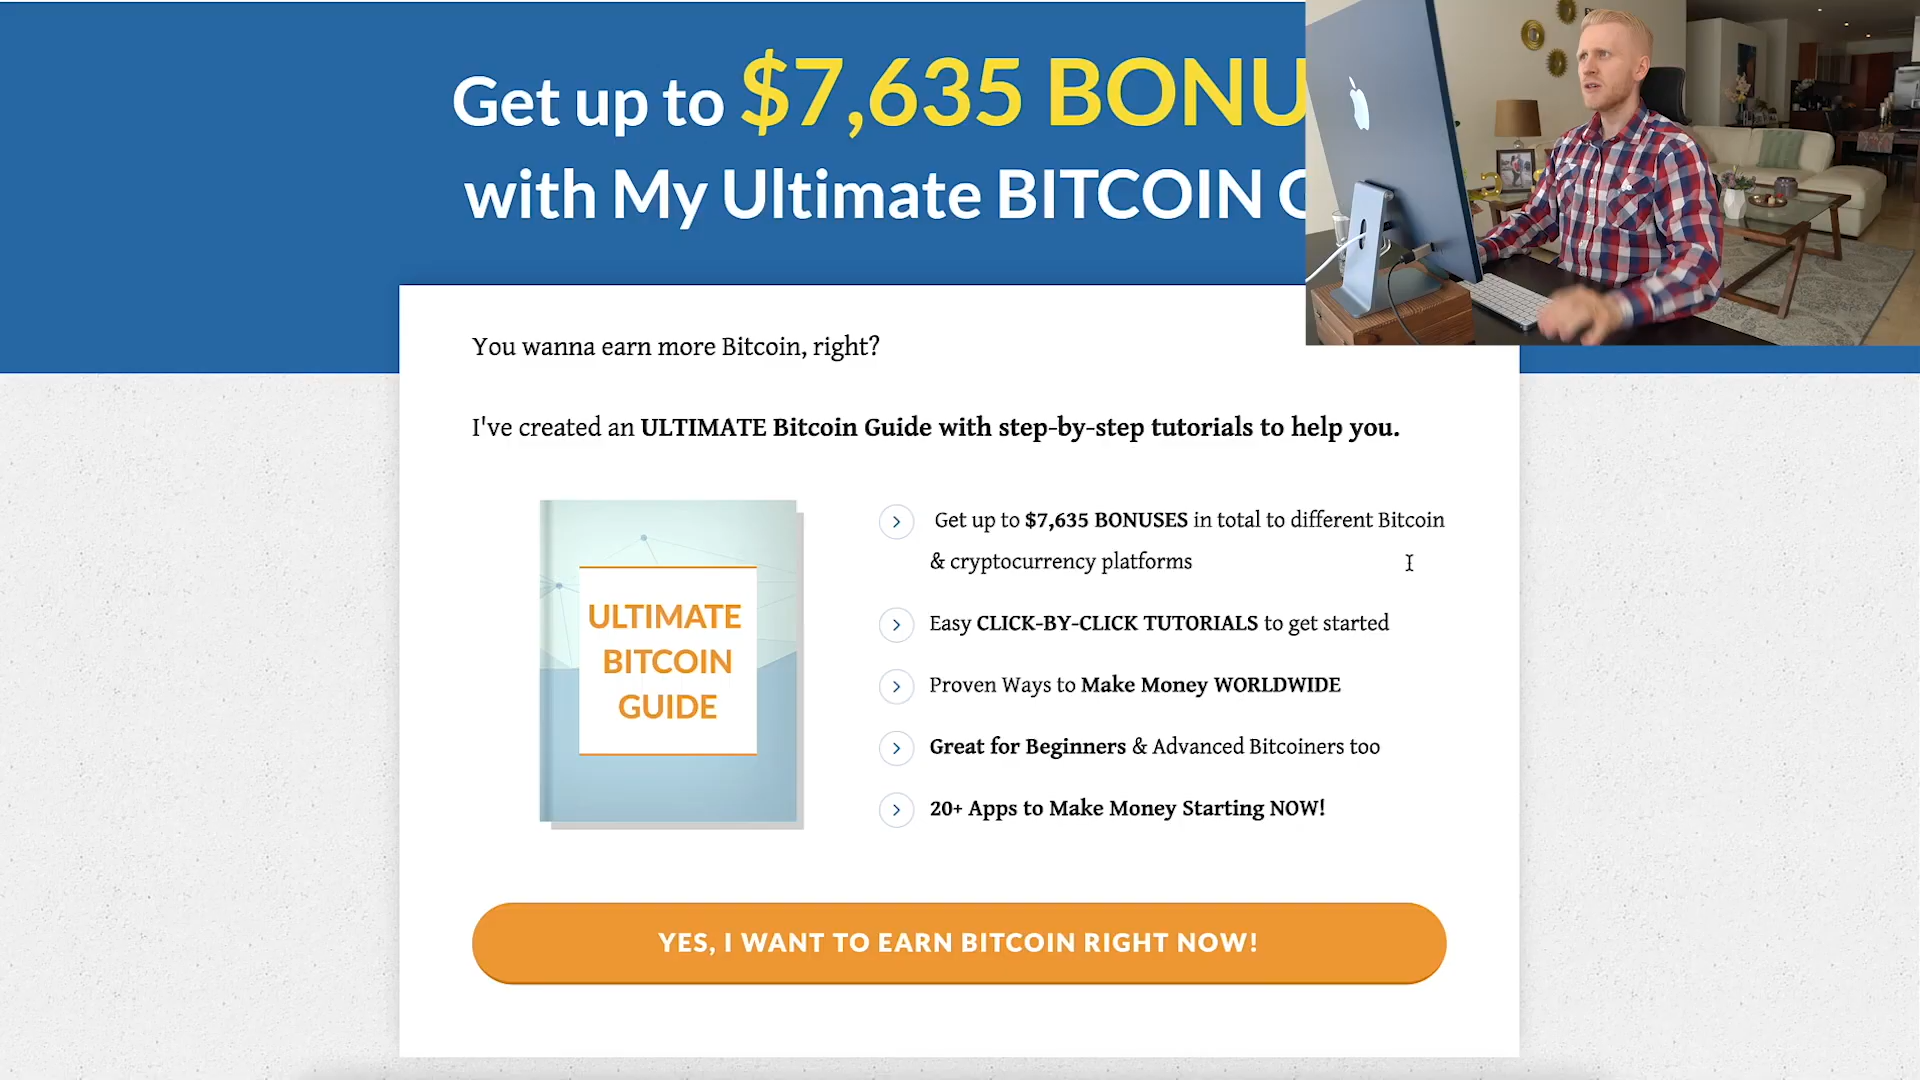 Get up to $7,635 BONU
with My Ultimate BITCOIN
You wanna earn more Bitcoin, right?
I've created an ULTIMATE Bitcoin Guide with step-by-step tutorials to help you.
ULTIMATE
BITCOIN
GUIDE
Get up to $7,635 BONUSES in total to different Bitcoin
& cryptocurrency platforms
Easy CLICK-BY-CLICK TUTORIALS to get started
Proven Ways to Make Money WORLDWIDE
Great for Beginners & Advanced Bitcoiners too
20+ Apps to Make Money Starting NOW!
YES, I WANT TO EARN BITCOIN RIGHT NOW!